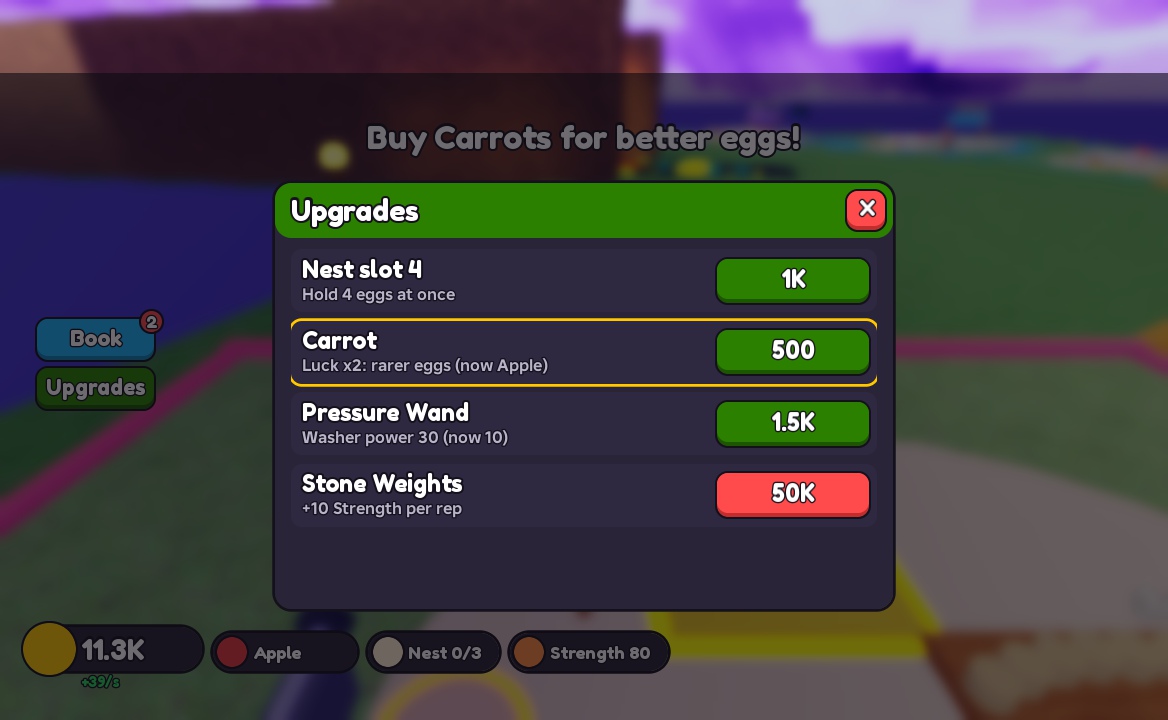 Buy Carrots for better eggs!
Upgrades
X
Nest slot 4
Hold 4 eggs at once
1K
Carrot
Luck x2: rarer eggs (now Apple)
500
Pressure Wand
Washer power 30 (now 10)
1.5K
Stone Weights
+10 Strength per rep
50K
Book
2
Upgrades
11.3K
+39/s
Apple
Nest 0/3
Strength 80